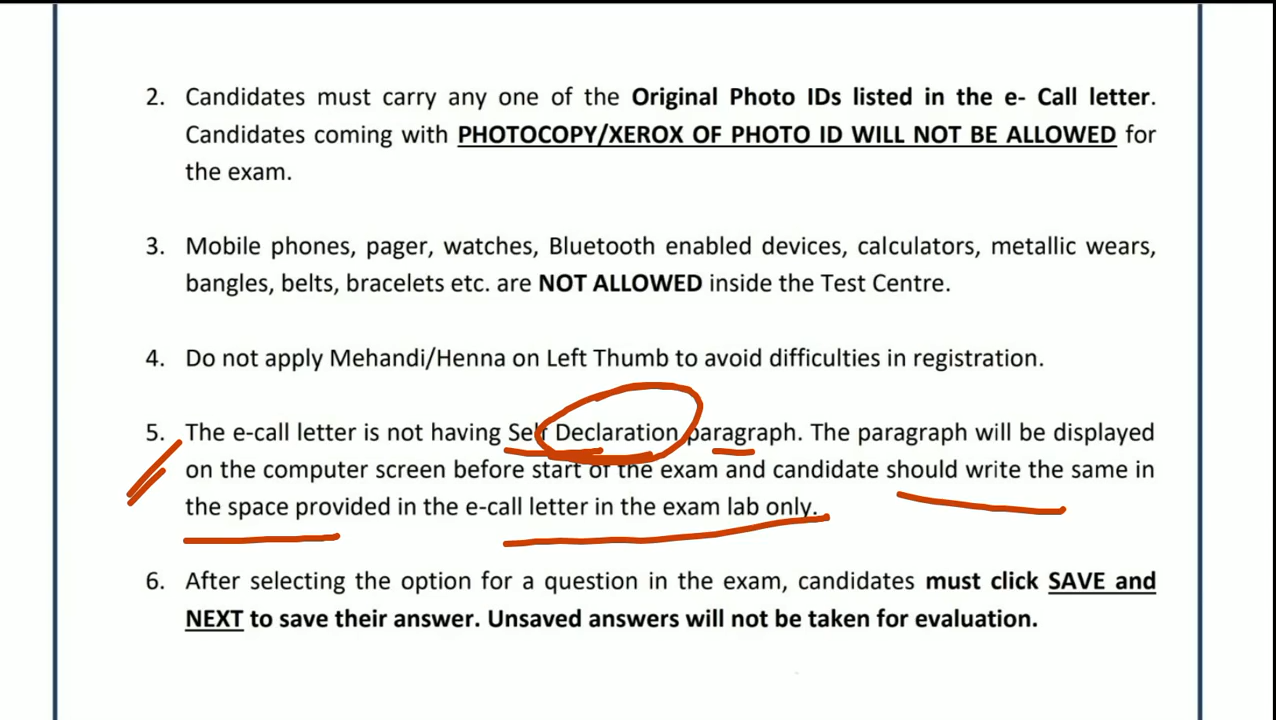 2. Candidates must carry any one of the Original Photo IDs listed in the e- Call letter.
Candidates coming with PHOTOCOPY/XEROX OF PHOTO ID WILL NOT BE ALLOWED for
the exam.
3. Mobile phones, pager, watches, Bluetooth enabled devices, calculators, metallic wears,
bangles, belts, bracelets etc. are NOT ALLOWED inside the Test Centre.
4. Do not apply Mehandi/Henna on Left Thumb to avoid difficulties in registration.
5. The e-call letter is not having Self Declaration paragraph. The paragraph will be displayed
on the computer screen before start of the exam and candidate should write the same in
the space provided in the e-call letter in the exam lab only.
6. After selecting the option for a question in the exam, candidates must click SAVE and
NEXT to save their answer. Unsaved answers will not be taken for evaluation.